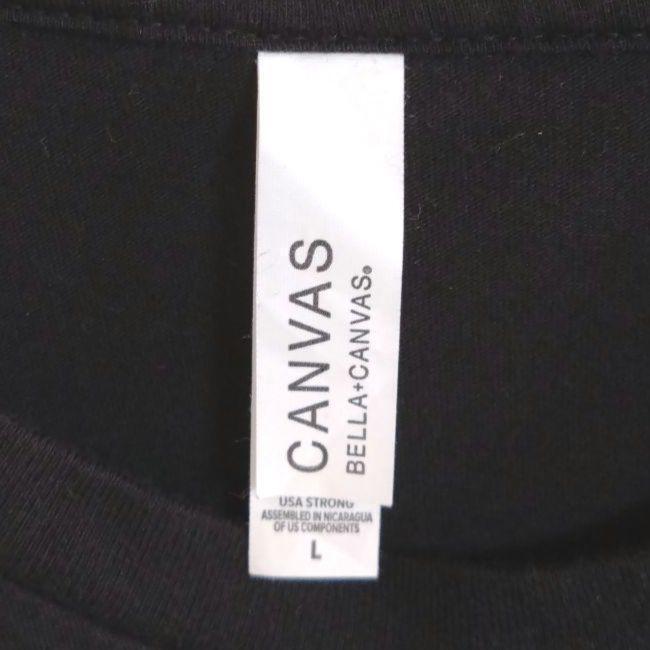 CANVAS
BELLA+CANVAS®
USA STRONG
ASSEMBLED IN NICARAGUA
OF US COMPONENTS
L